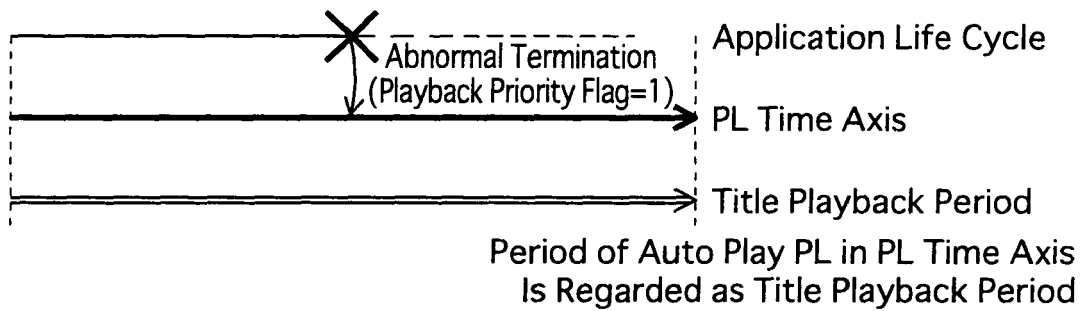 Application Life Cycle
Abnormal Termination
(Playback Priority Flag=1)
PL Time Axis
Title Playback Period
Period of Auto Play PL in PL Time Axis
Is Regarded as Title Playback Period